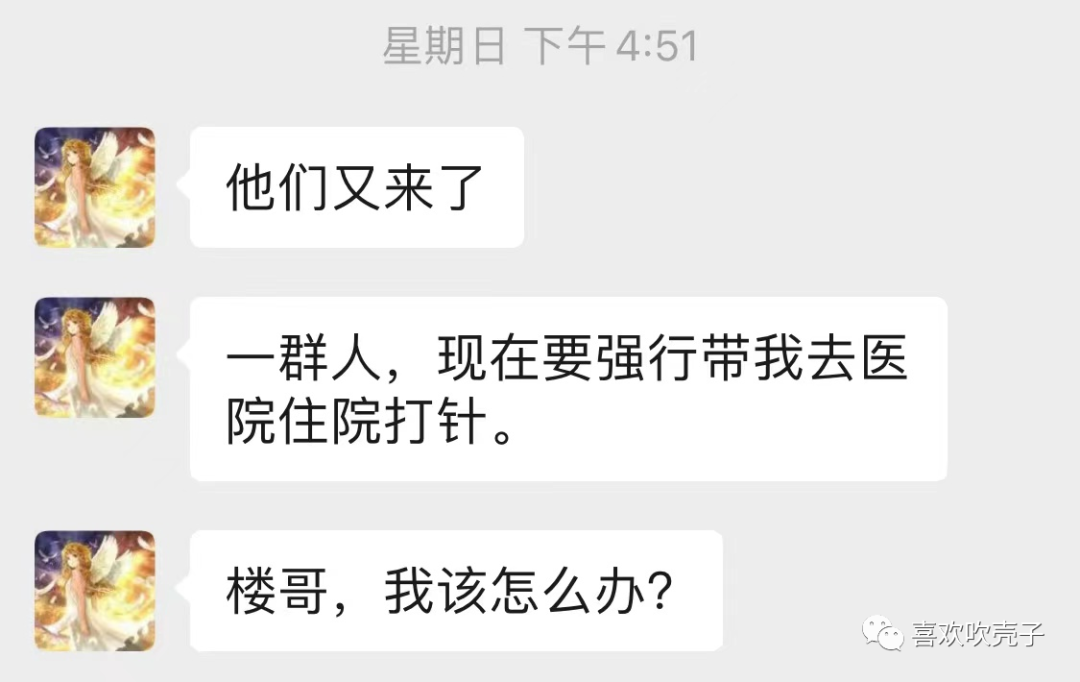 星期日 下午 4:51
他们又来了
一群人，现在要强行带我去医
院住院打针。
楼哥，我该怎么办？
喜欢吹壳子